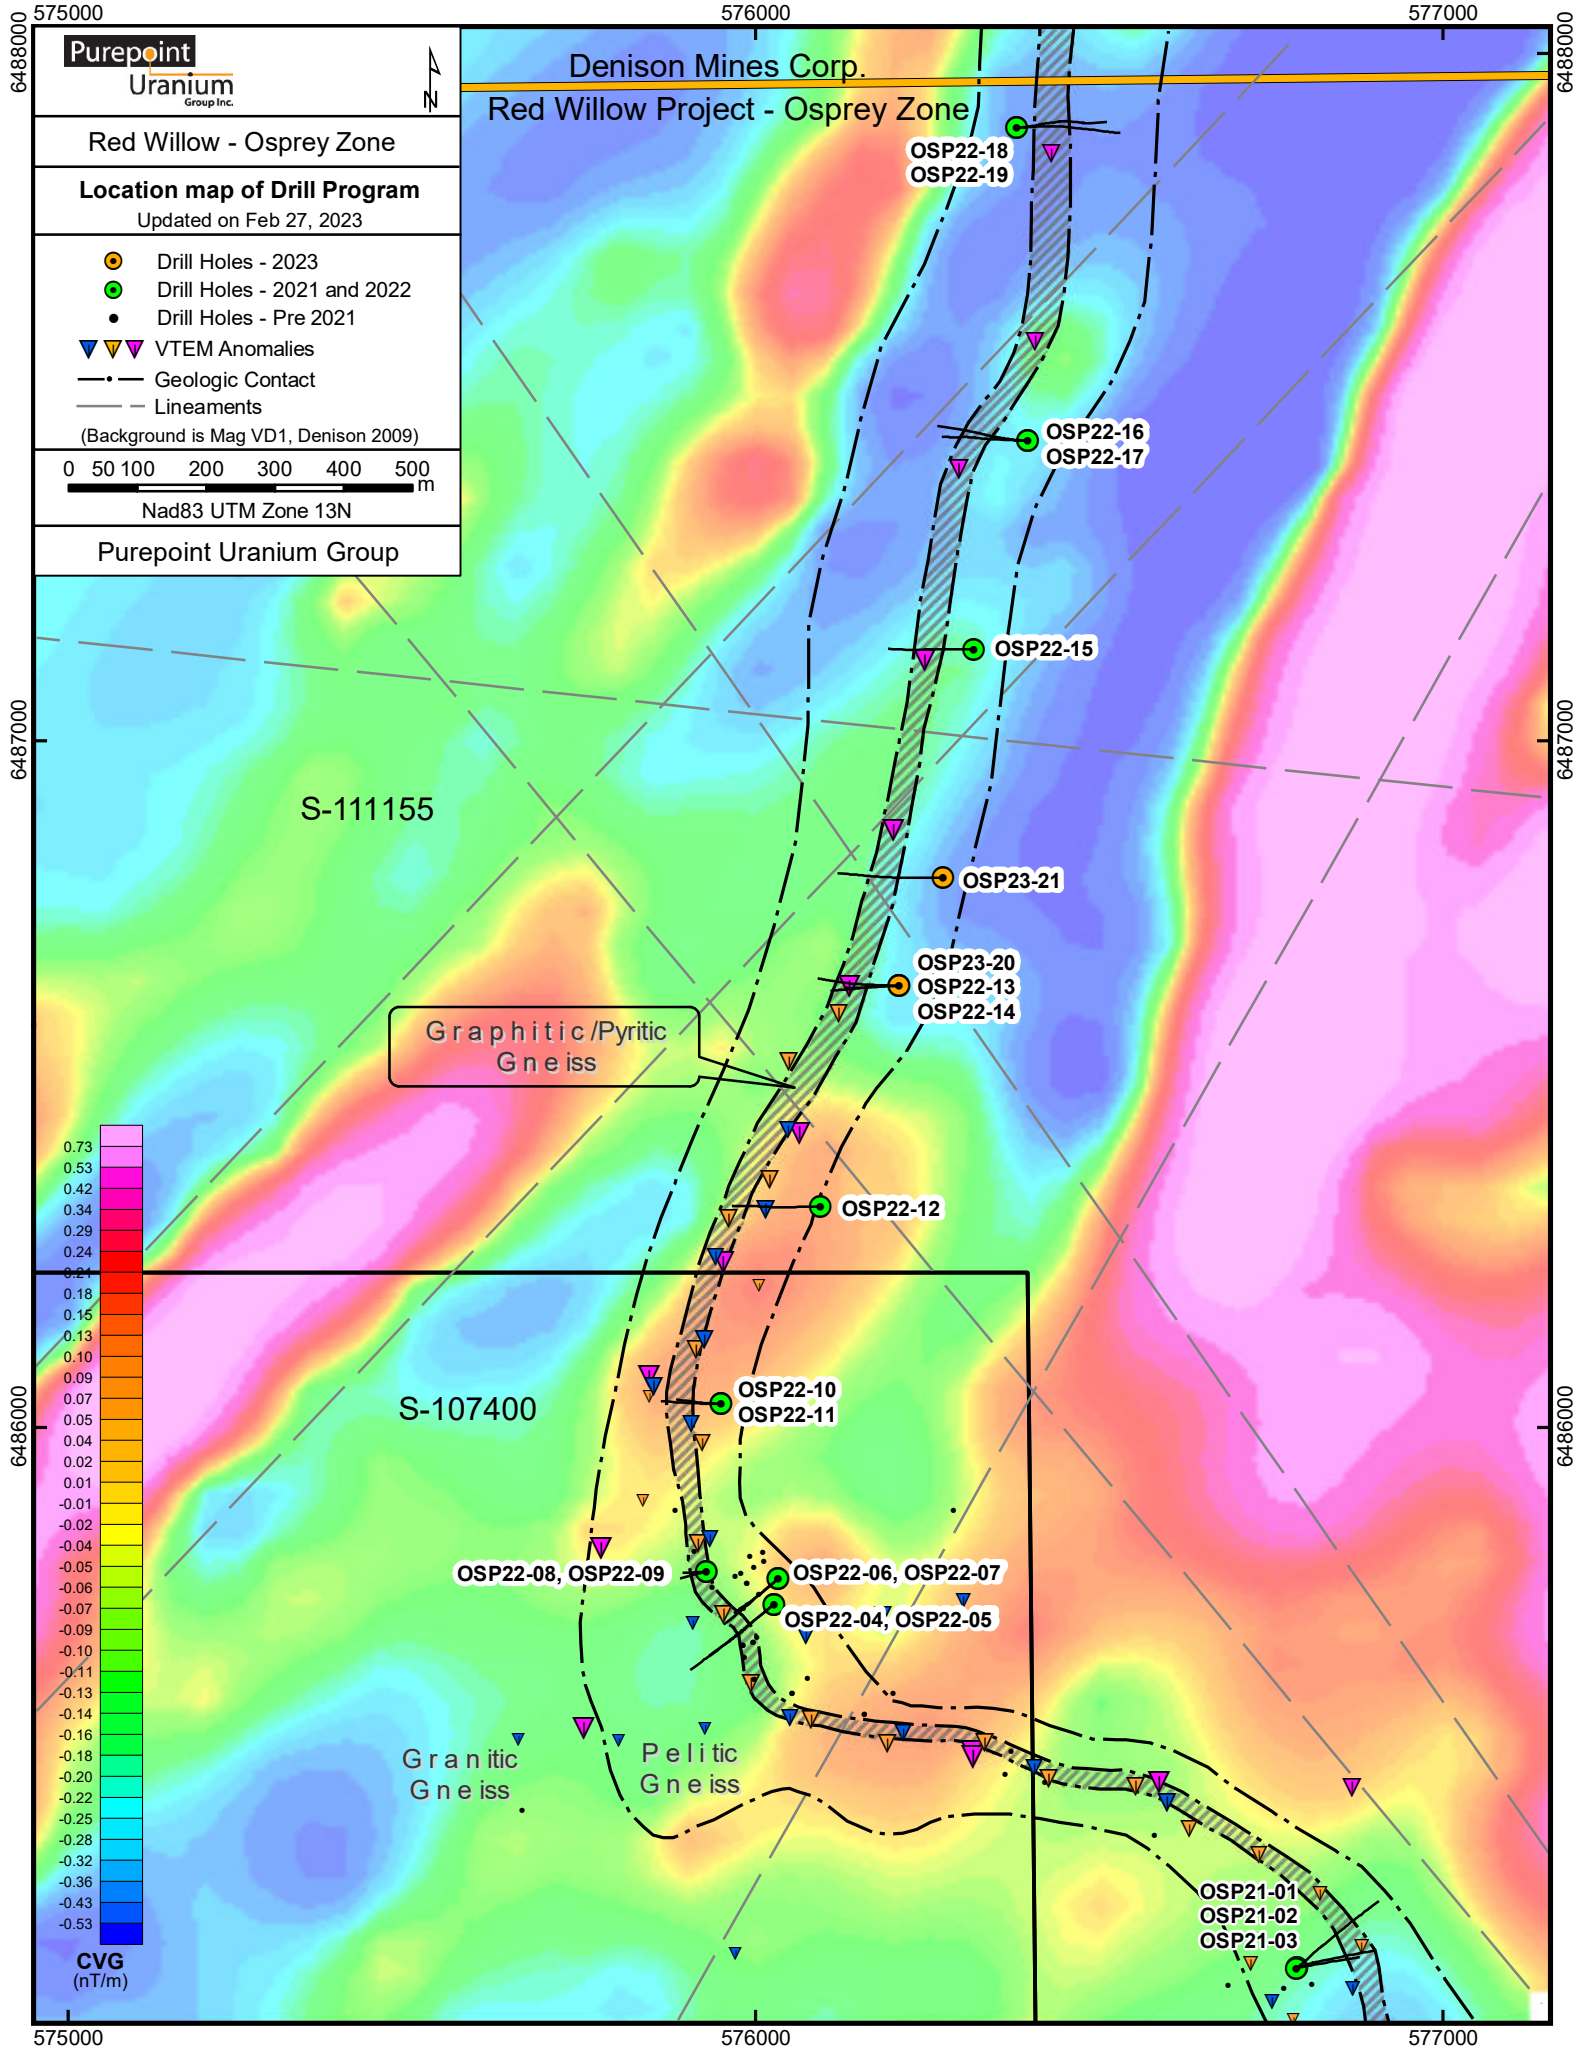 575000
576000
577000
6488000
6488000
Purepoint
Uranium
Group Inc.
N
Red Willow - Osprey Zone
Location map of Drill Program
Updated on Feb 27, 2023
Drill Holes - 2023
Drill Holes - 2021 and 2022
Drill Holes - Pre 2021
VTEM Anomalies
Geologic Contact
Lineaments
(Background is Mag VD1, Denison 2009)
0 50 100 200 300 400 500
m
Nad83 UTM Zone 13N
Purepoint Uranium Group
Denison Mines Corp.
Red Willow Project - Osprey Zone
OSP22-18
OSP22-19
OSP22-16
OSP22-17
OSP22-15
6487000
6487000
S-111155
OSP23-21
OSP23-20
OSP22-13
OSP22-14
Graphitic/Pyritic
Gneiss
OSP22-12
S-107400
OSP22-10
OSP22-11
6486000
6486000
OSP22-08, OSP22-09
OSP22-06, OSP22-07
OSP22-04, OSP22-05
Granitic
Gneiss
Pelitic
Gneiss
OSP21-01
OSP21-02
OSP21-03
0.73
0.53
0.42
0.34
0.29
0.24
0.21
0.18
0.15
0.13
0.10
0.09
0.07
0.05
0.04
0.02
0.01
-0.01
-0.02
-0.04
-0.05
-0.06
-0.07
-0.09
-0.10
-0.11
-0.13
-0.14
-0.16
-0.18
-0.20
-0.22
-0.25
-0.28
-0.32
-0.36
-0.43
-0.53
CVG
(nT/m)
575000
576000
577000